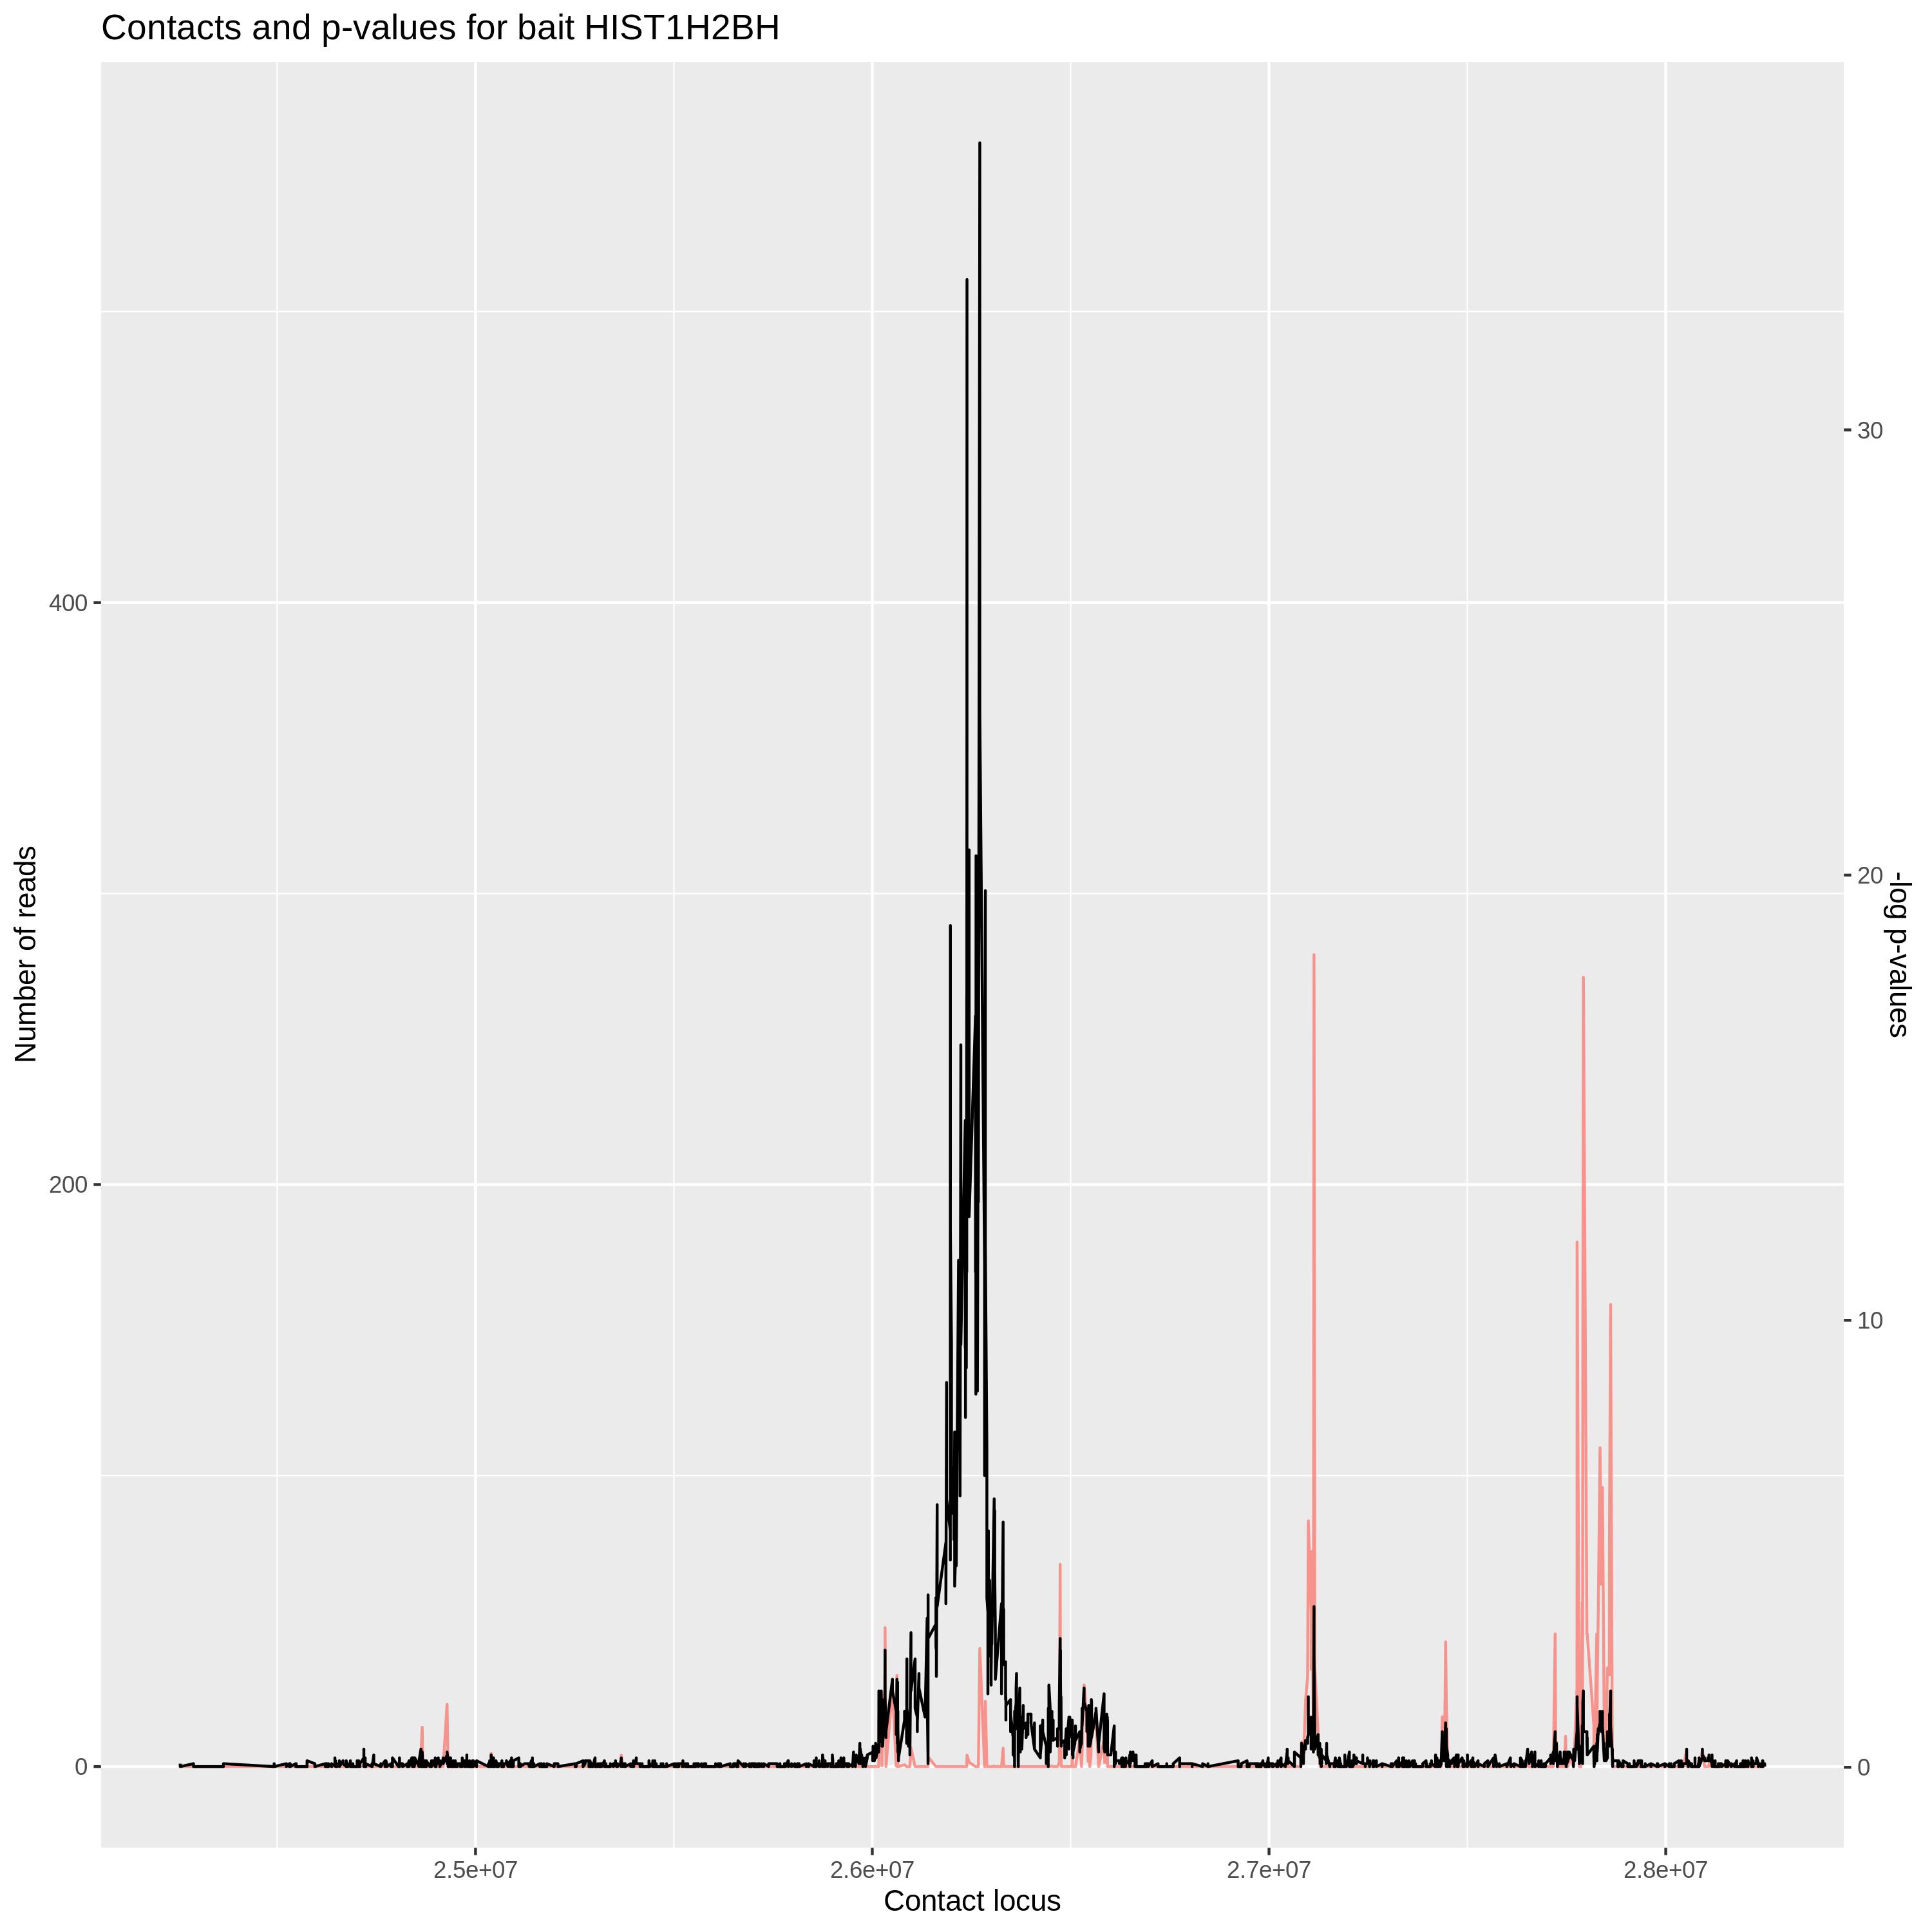 Contacts and p-values for bait HIST1H2BH
Number of reads
400
200
0
30
20
10
0
-log p-values
2.5e+07 2.6e+07 2.7e+07 2.8e+07
Contact locus